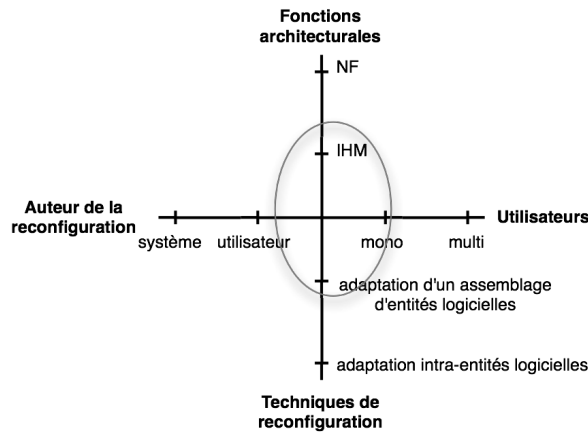 Fonctions
architecturales
NF
IHM
Auteur de la
reconfiguration
Utilisateurs
système
utilisateur
mono
multi
adaptation d'un assemblage
d'entités logicielles
adaptation intra-entités logicielles
Techniques de
reconfiguration